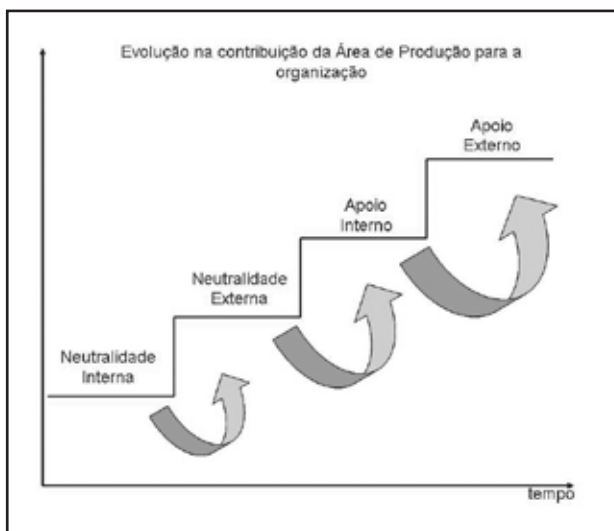 Evolução na contribuição da Área de Produção para a
organização
Apoio
Externo
Apoio
Interno
Neutralidade
Externa
Neutralidade
Interna
tempo